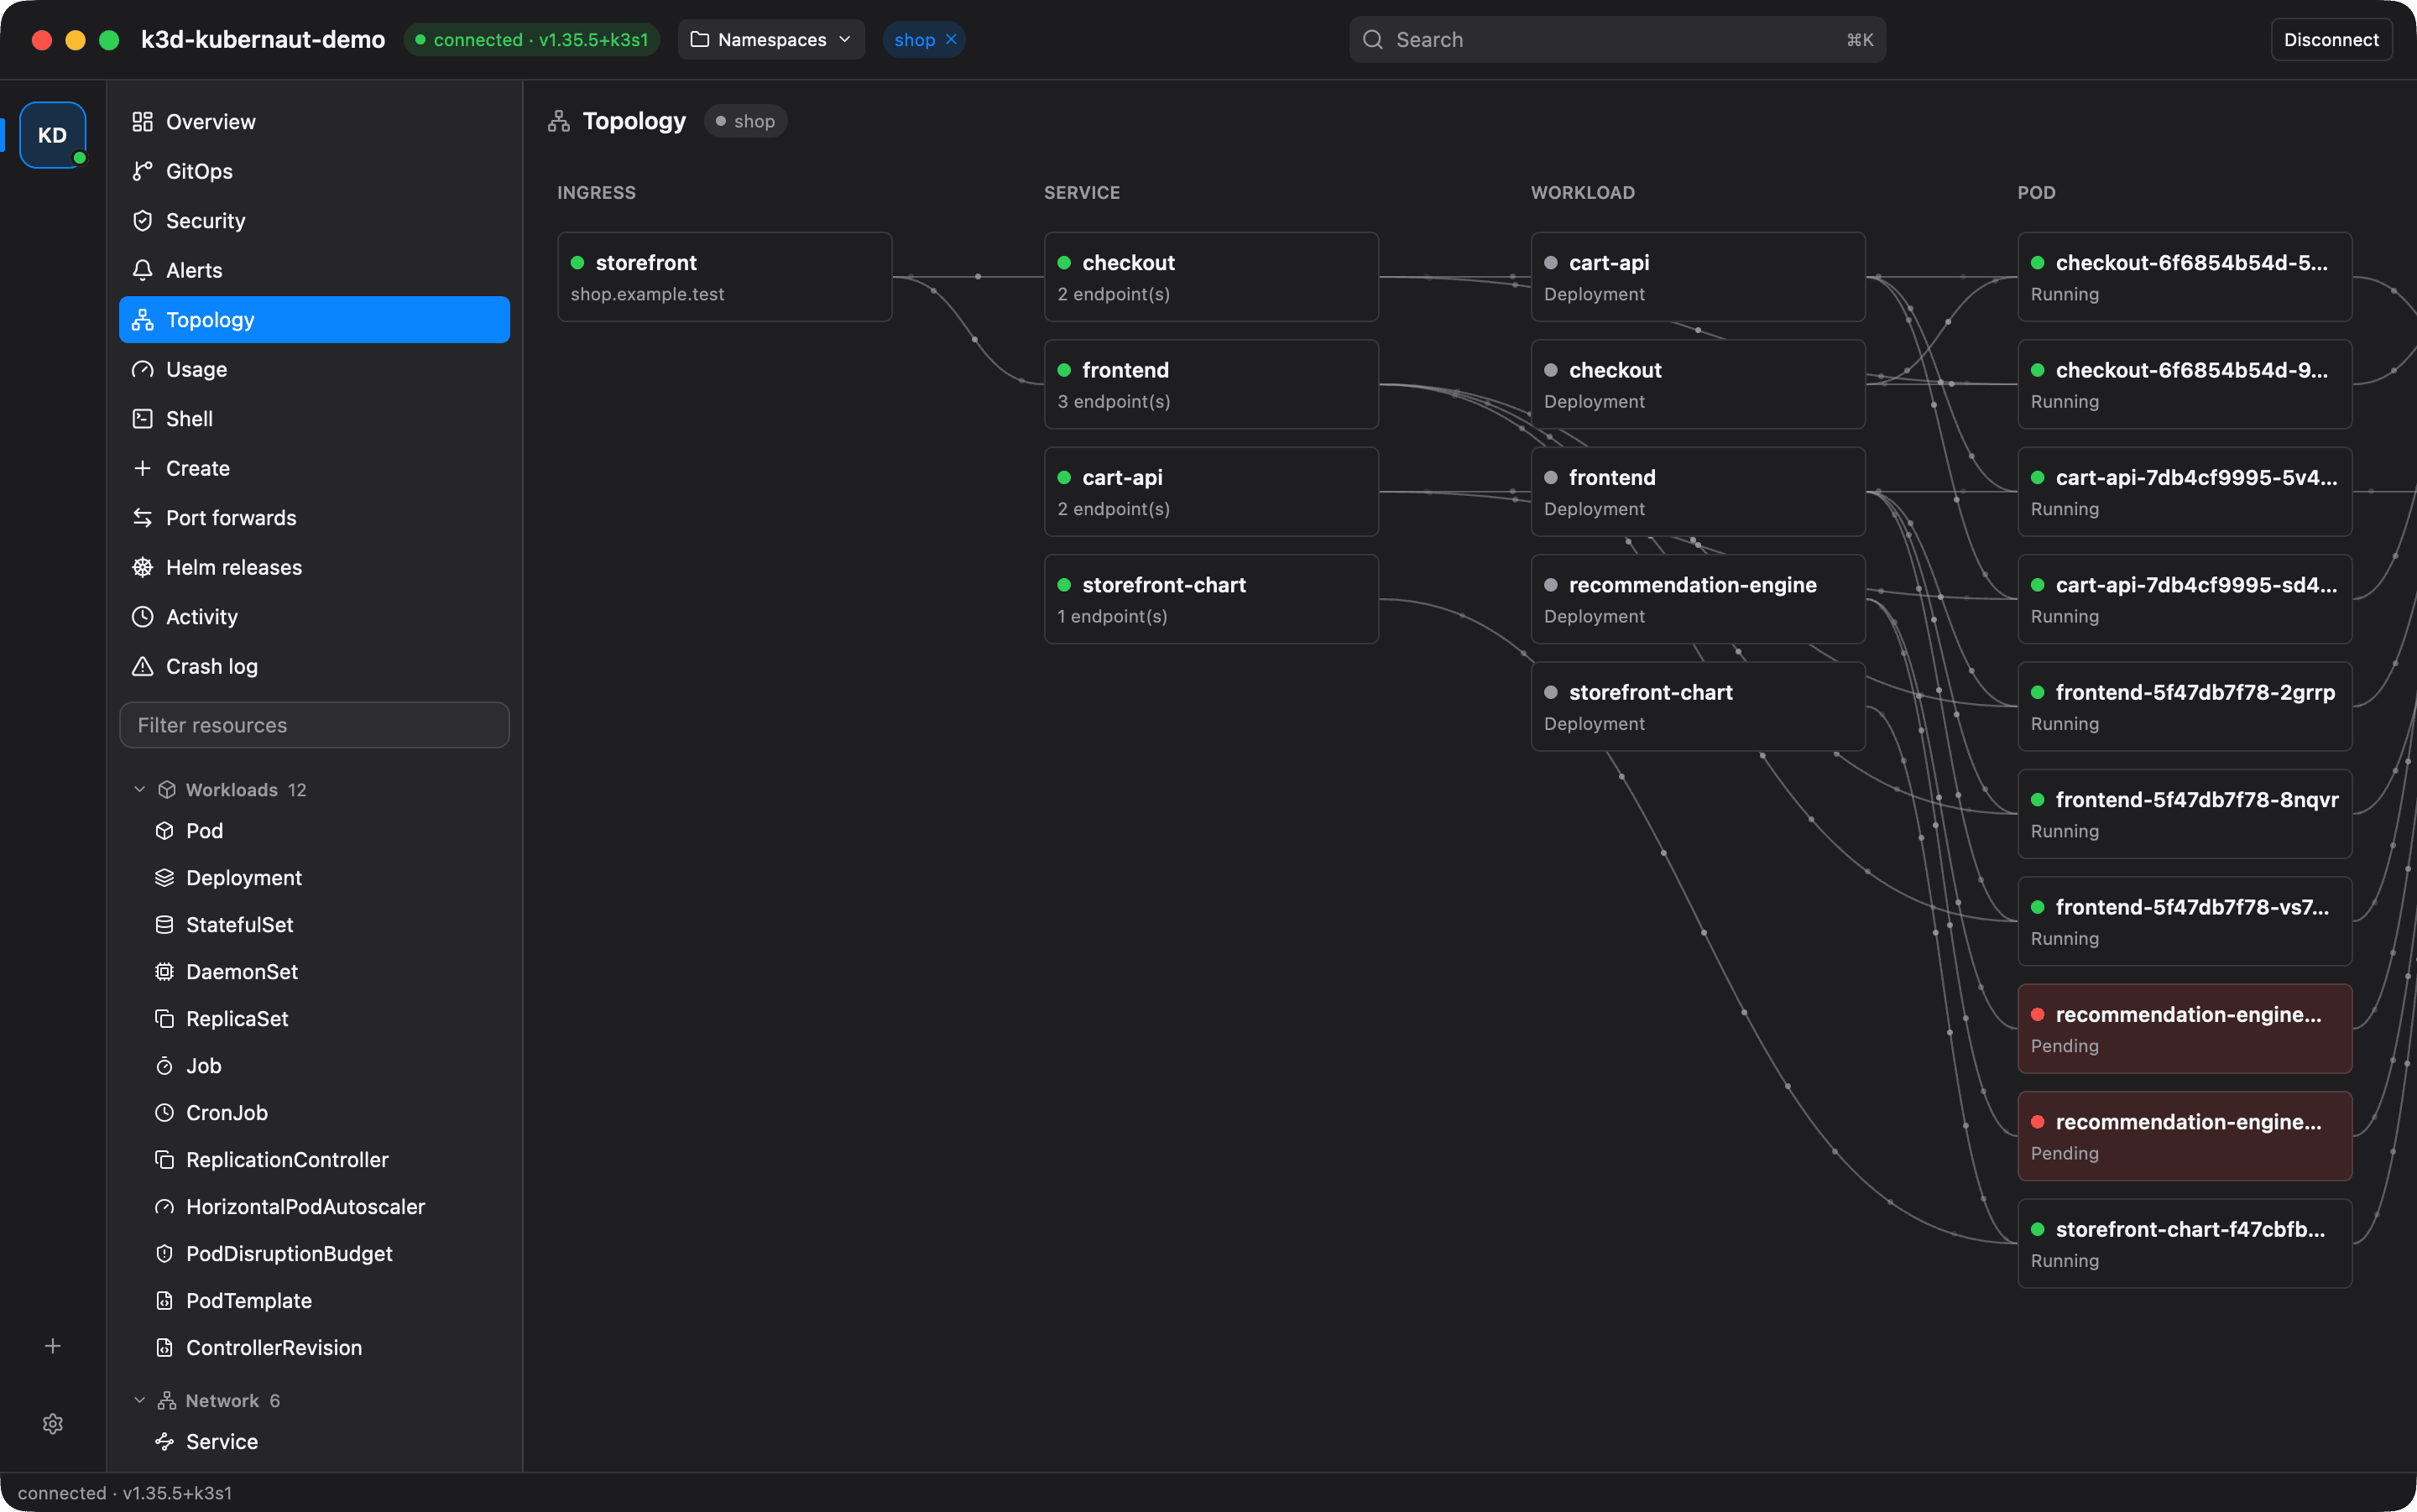 k3d-kubernaut-demo
connected · v1.35.5+k3s1
Namespaces
shop ×
Search
⌘K
Disconnect
KD
Overview
GitOps
Security
Alerts
Topology
Usage
Shell
Create
Port forwards
Helm releases
Activity
Crash log
Filter resources
Workloads 12
Pod
Deployment
StatefulSet
DaemonSet
ReplicaSet
Job
CronJob
ReplicationController
HorizontalPodAutoscaler
PodDisruptionBudget
PodTemplate
ControllerRevision
Network 6
Service
Topology
shop
INGRESS
storefront
shop.example.test
SERVICE
checkout
2 endpoint(s)
frontend
3 endpoint(s)
cart-api
2 endpoint(s)
storefront-chart
1 endpoint(s)
WORKLOAD
cart-api
Deployment
checkout
Deployment
frontend
Deployment
recommendation-engine
Deployment
storefront-chart
Deployment
POD
checkout-6f6854b54d-5...
Running
checkout-6f6854b54d-9...
Running
cart-api-7db4cf9995-5v4...
Running
cart-api-7db4cf9995-sd4...
Running
frontend-5f47db7f78-2grrp
Running
frontend-5f47db7f78-8nqvr
Running
frontend-5f47db7f78-vs7...
Running
recommendation-engine...
Pending
recommendation-engine...
Pending
storefront-chart-f47cbfb...
Running
connected · v1.35.5+k3s1